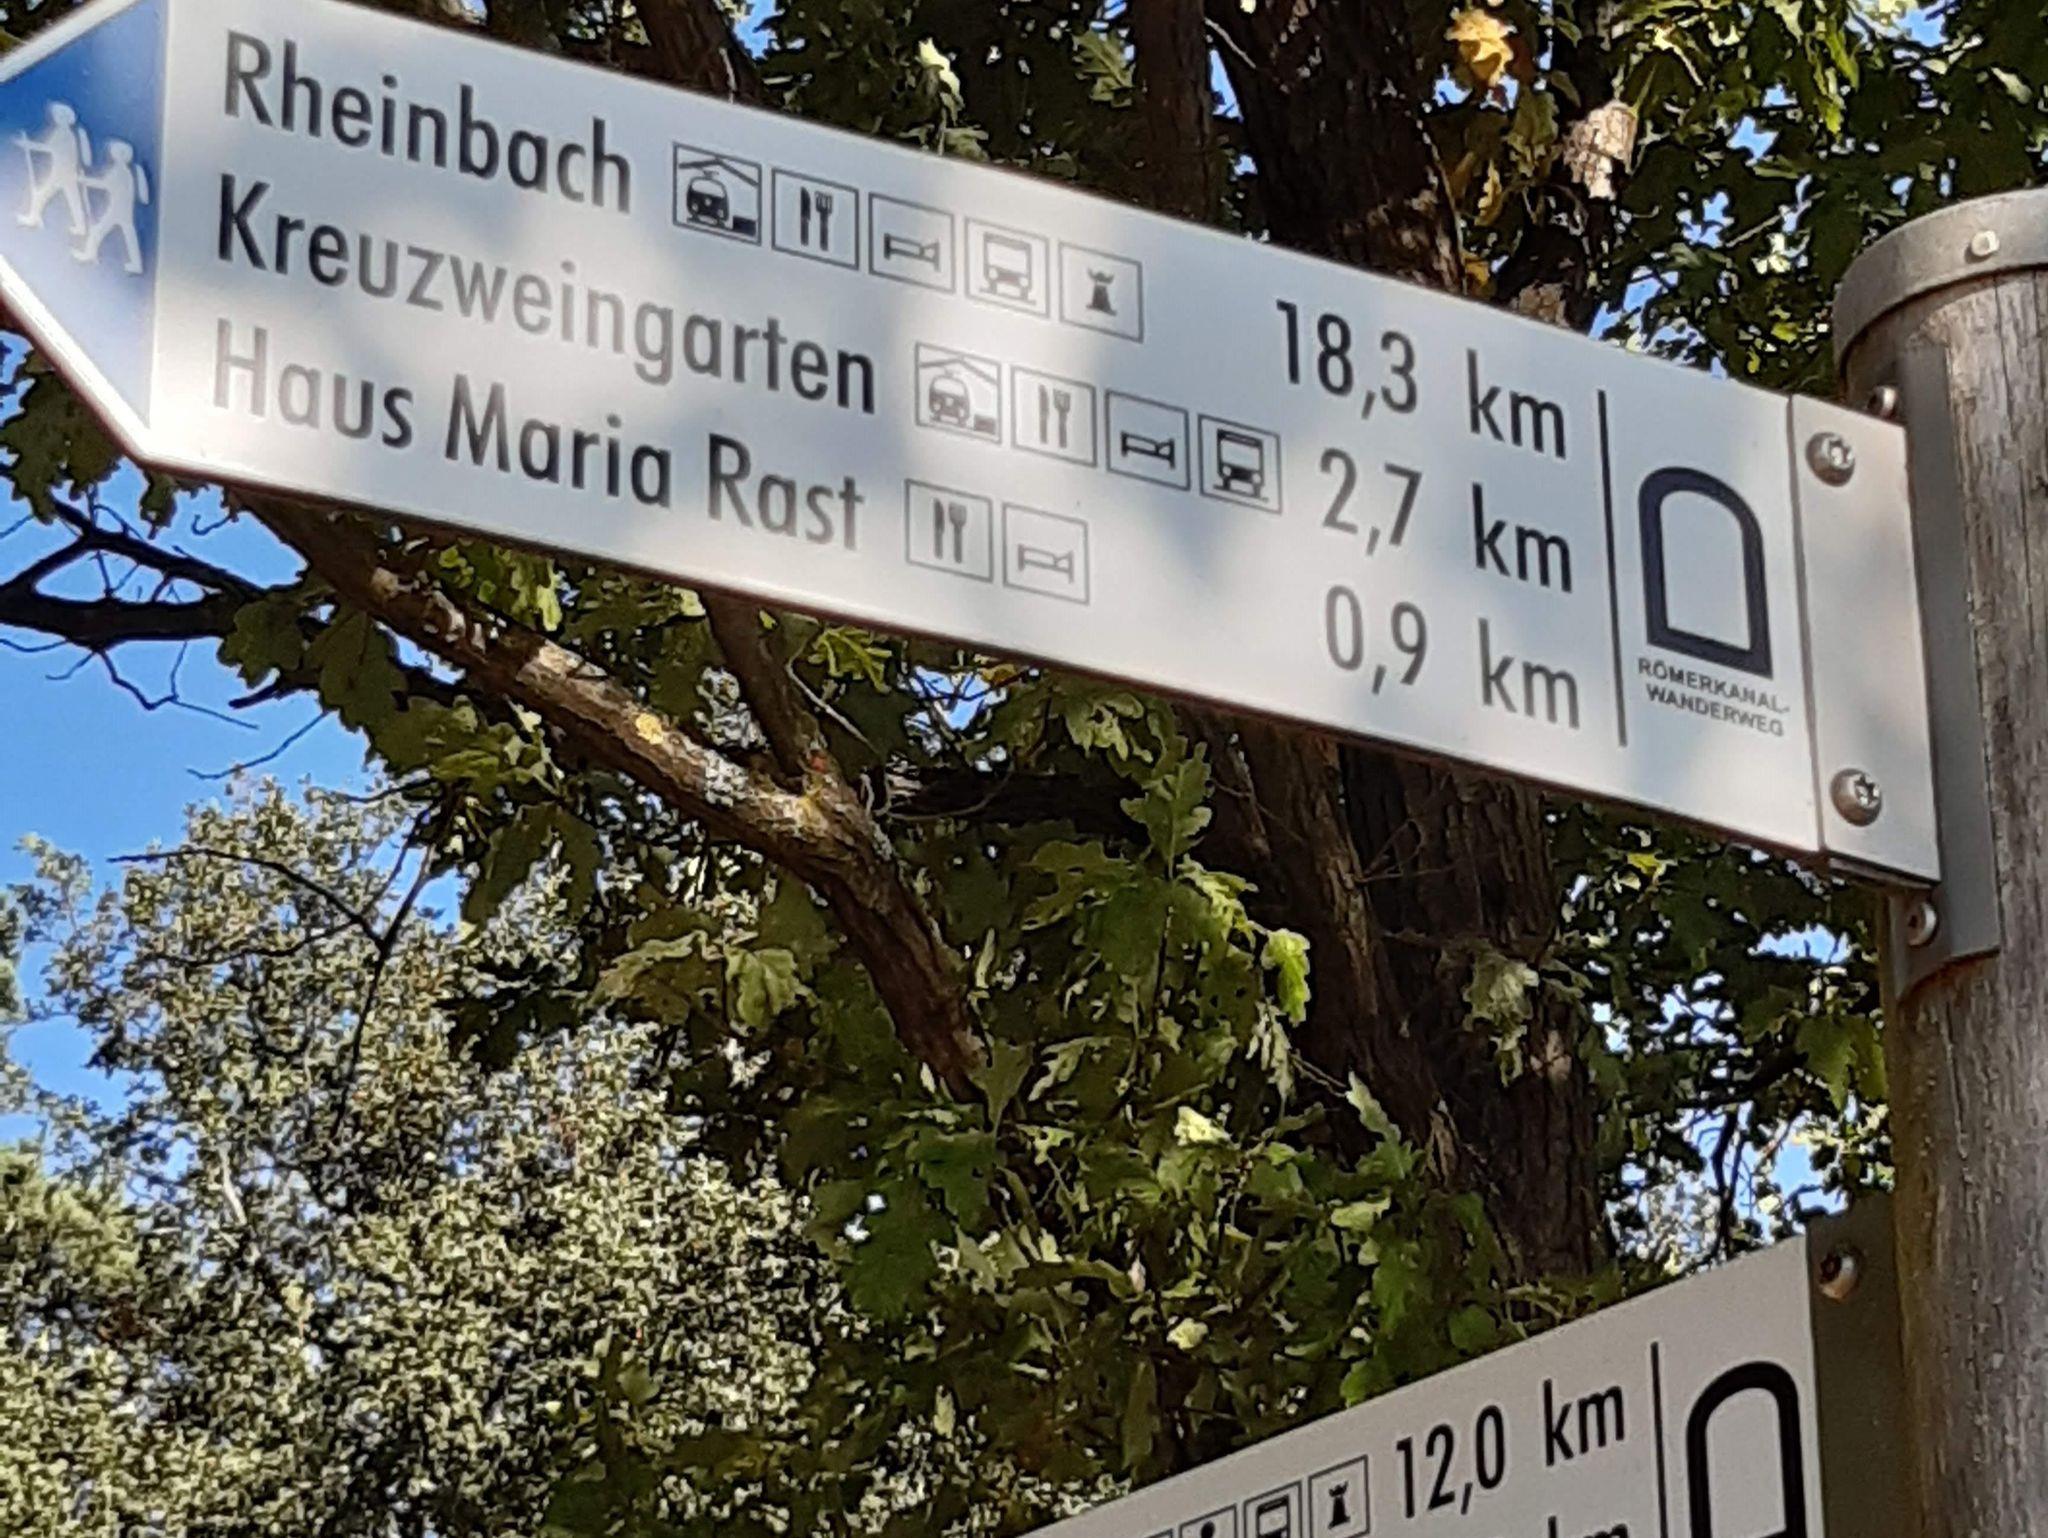 Rheinbach 18,3 km
Kreuzweingarten 2,7 km
Haus Maria Rast 0,9 km
RÖMERKANAL-
WANDERWEG
12,0 km
km